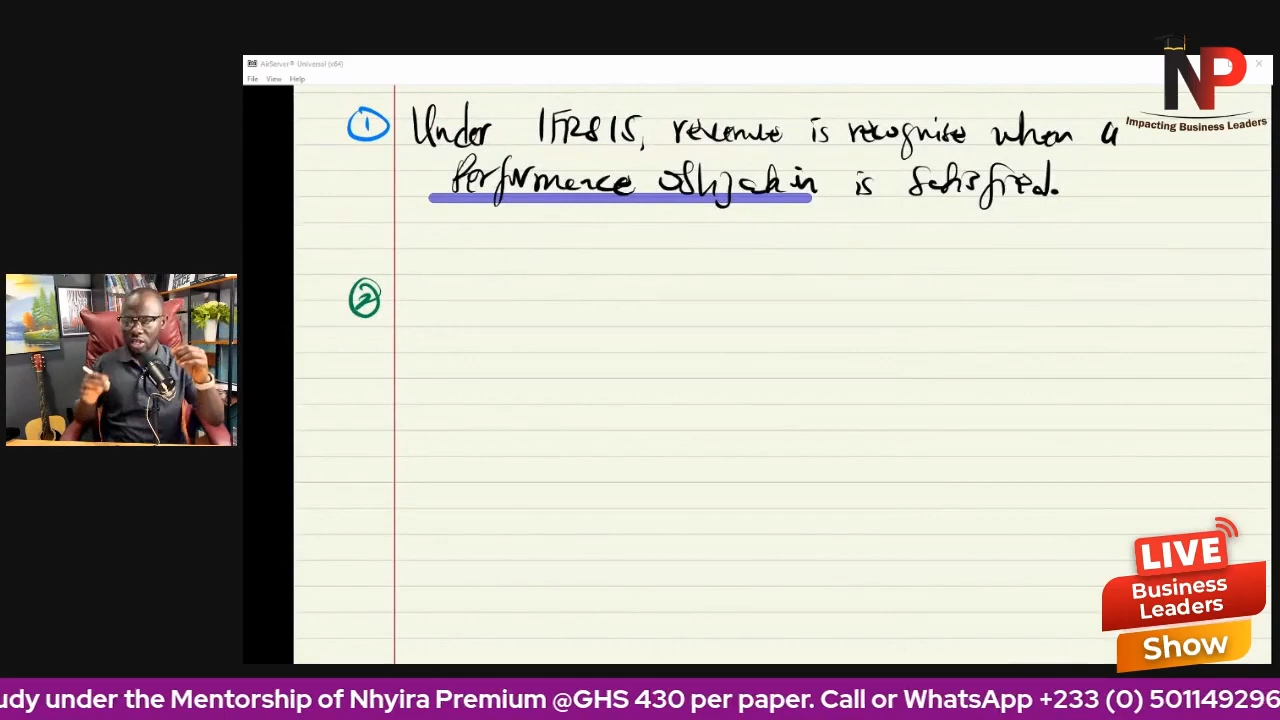 AirServer® Universal (x64)
File View Help
NP
Impacting Business Leaders
① Under IFRS 15, revenue is recognise when a
Performance obligation is satisfied.
②
LIVE
Business
Leaders
Show
udy under the Mentorship of Nhyira Premium @GHS 430 per paper. Call or WhatsApp +233 (0) 501149296